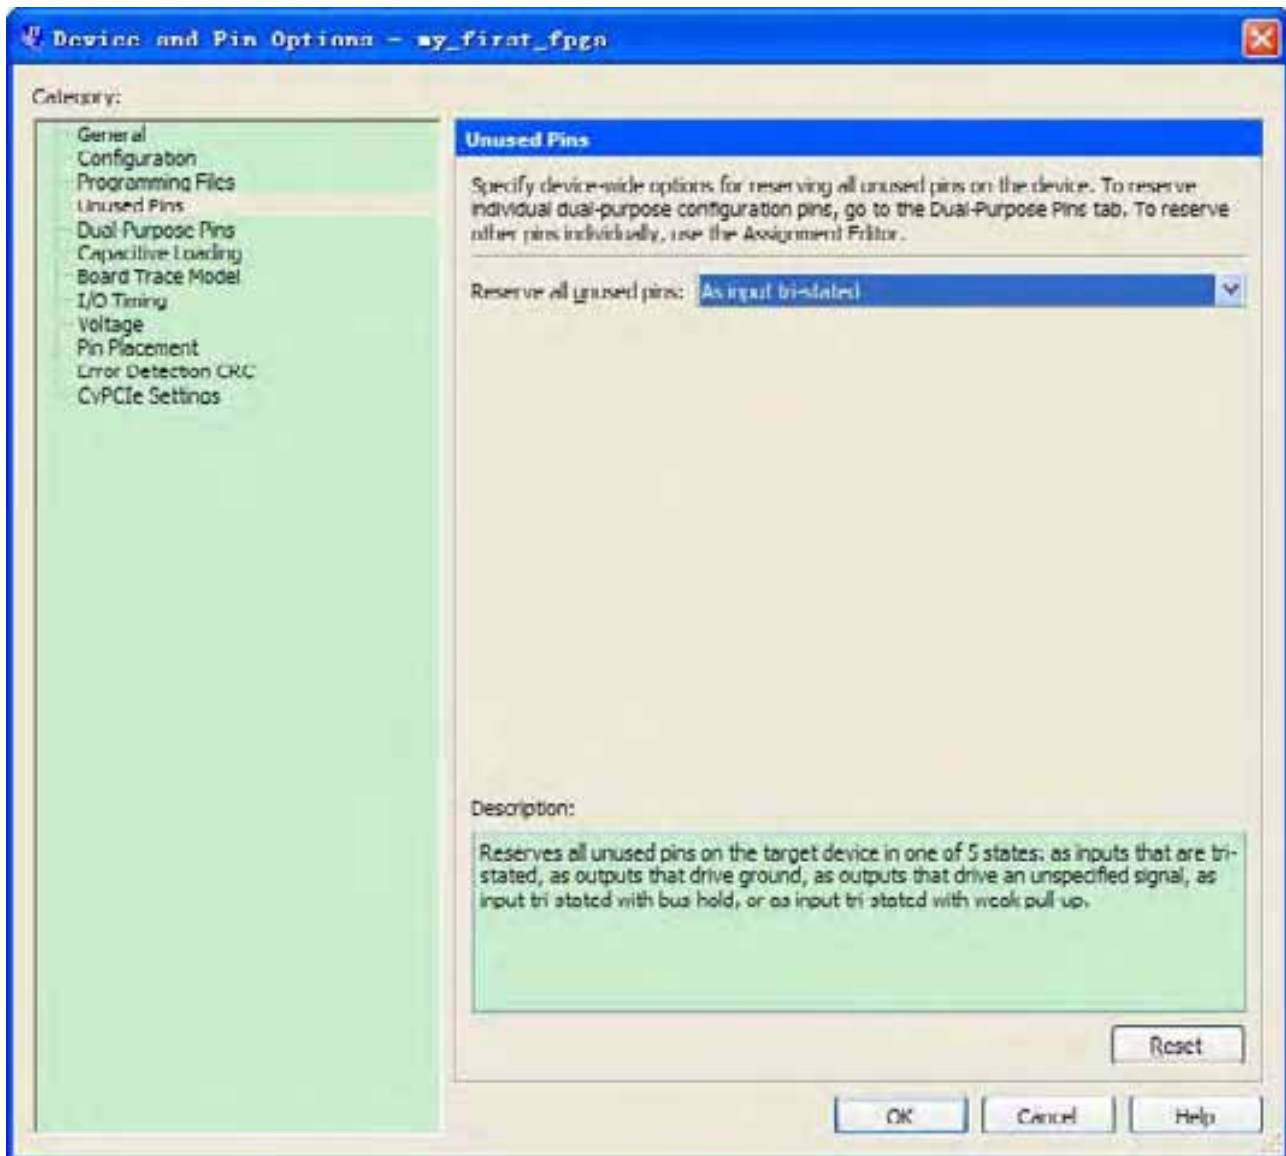 Device and Pin Options - my_first_fpga
Category:
General
Configuration
Programming Files
Unused Pins
Dual-Purpose Pins
Capacitive Loading
Board Trace Model
I/O Timing
Voltage
Pin Placement
Error Detection CRC
CvPCIe Settings
Unused Pins
Specify device-wide options for reserving all unused pins on the device. To reserve
individual dual-purpose configuration pins, go to the Dual-Purpose Pins tab. To reserve
other pins individually, use the Assignment Editor.
Reserve all unused pins: As input tri-stated
Description:
Reserves all unused pins on the target device in one of 5 states: as inputs that are tri-
stated, as outputs that drive ground, as outputs that drive an unspecified signal, as
input tri-stated with bus-hold, or as input tri-stated with weak pull-up.
Reset
OK Cancel Help